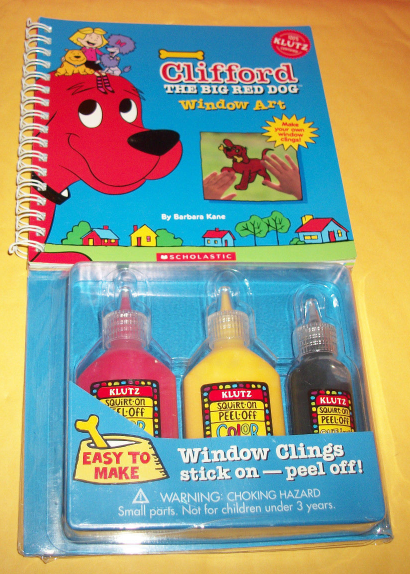 KLUTZ
Clifford
THE BIG RED DOG
Window Art
Make
your own
window
clings!
By Barbara Kane
SCHOLASTIC
KLUTZ
SQUIRT-ON
PEEL-OFF
KLUTZ
SQUIRT-ON
PEEL-OFF
COLOR
KLUTZ
SQUIRT-ON
PEEL-OFF
EASY TO
MAKE
Window Clings
stick on — peel off!
WARNING: CHOKING HAZARD
Small parts. Not for children under 3 years.